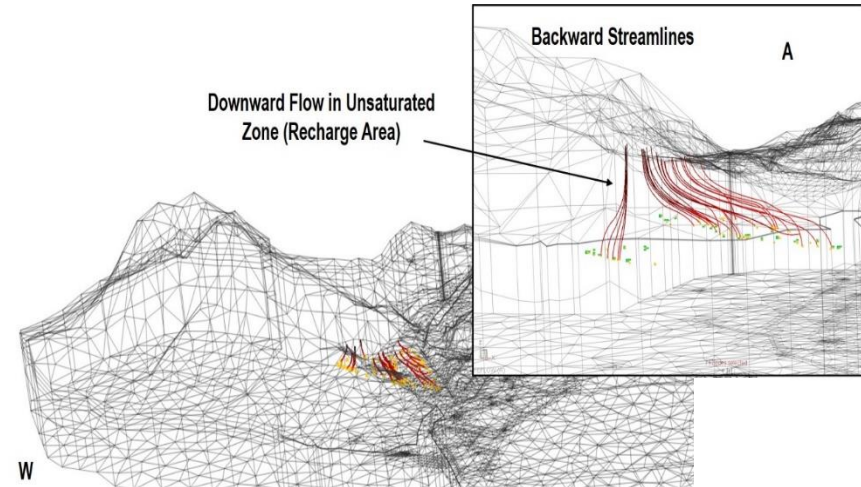 Backward Streamlines
A
Downward Flow in Unsaturated
Zone (Recharge Area)
W